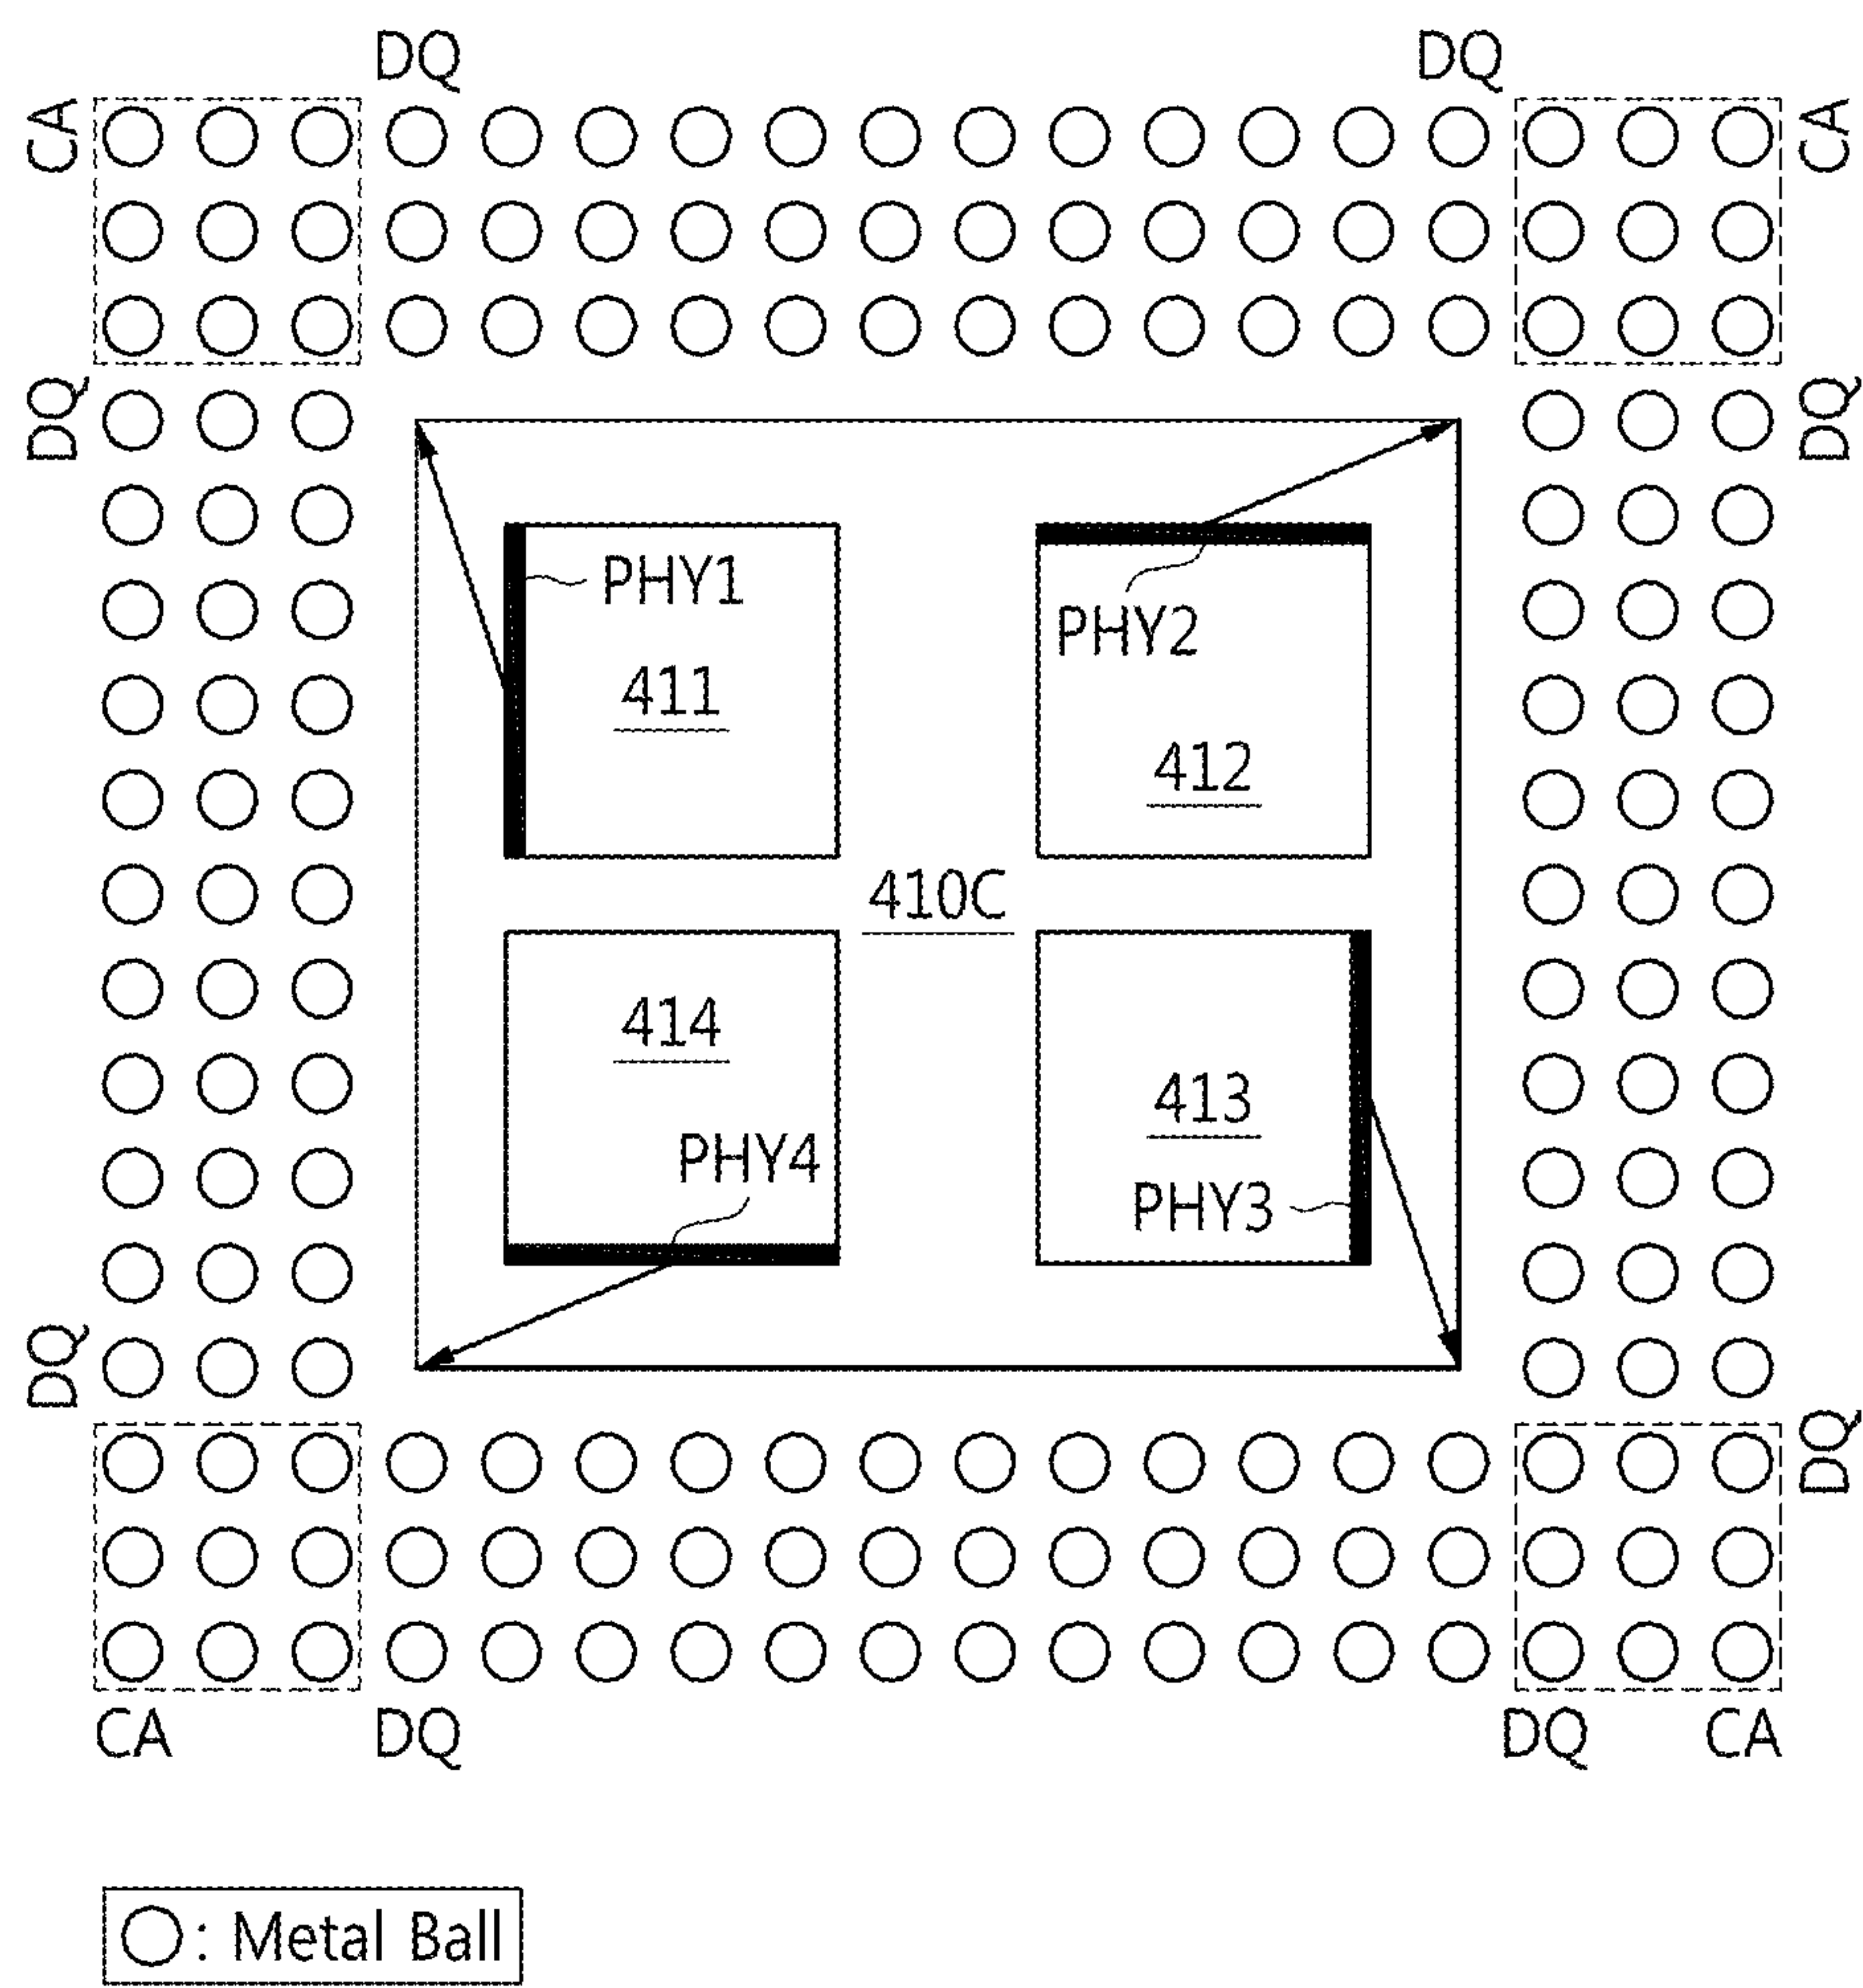 DQ DQ
CA CA
DQ DQ
PHY1 PHY2
411
412
410C
414
413
PHY4
PHY3
DQ
DQ
CA DQ DQ CA
: Metal Ball